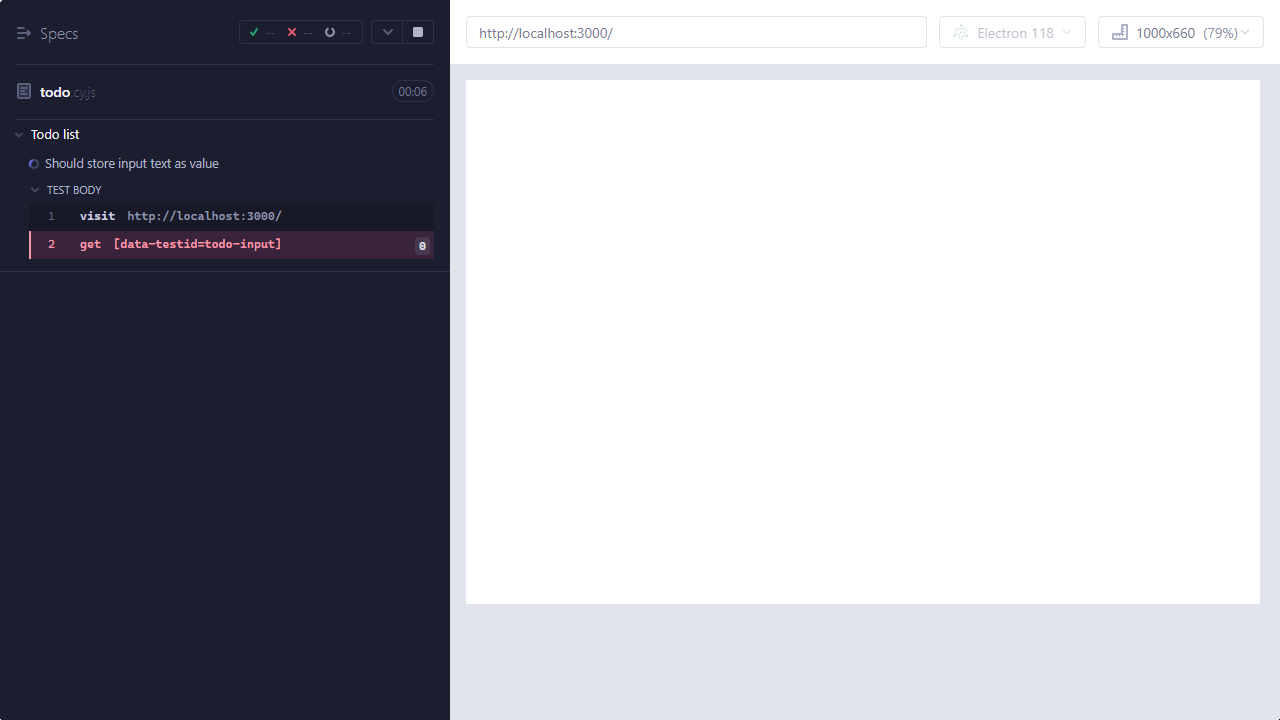 Specs
-- -- --
todo.cy.js
00:06
Todo list
Should store input text as value
TEST BODY
1 visit http://localhost:3000/
2 get [data-testid=todo-input] 0
http://localhost:3000/
Electron 118
1000x660 (79%)